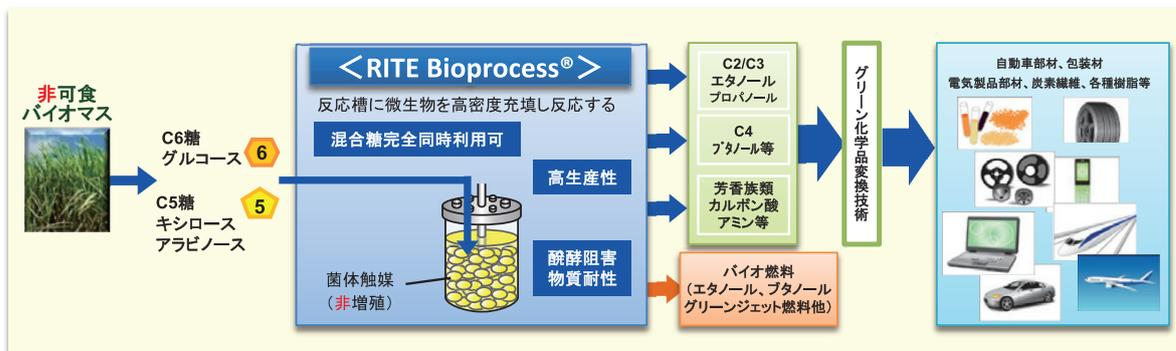 非可食
バイオマス
C6糖
グルコース
6
C5糖
キシロース
アラビノース
5
＜RITE Bioprocess®＞
反応槽に微生物を高密度充填し反応する
混合糖完全同時利用可
高生産性
醗酵阻害
物質耐性
菌体触媒
（非増殖）
C2/C3
エタノール
プロパノール
C4
ブタノール等
芳香族類
カルボン酸
アミン等
バイオ燃料
（エタノール、ブタノール
グリーンジェット燃料他）
グリーン化学品変換技術
自動車部材、包装材
電気製品部材、炭素繊維、各種樹脂等